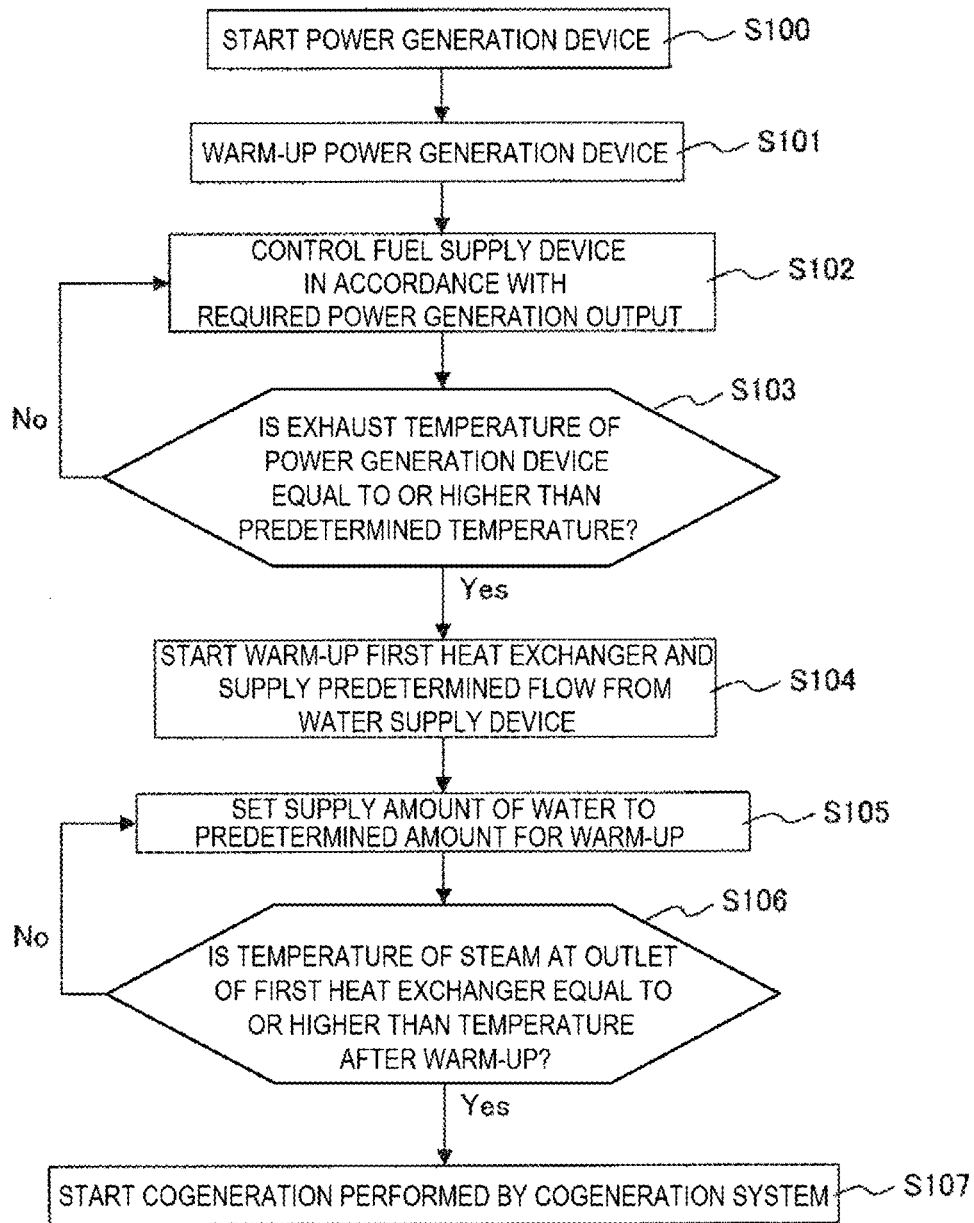 START POWER GENERATION DEVICE
S100
WARM-UP POWER GENERATION DEVICE
S101
CONTROL FUEL SUPPLY DEVICE
IN ACCORDANCE WITH
REQUIRED POWER GENERATION OUTPUT
S102
S103
No
IS EXHAUST TEMPERATURE OF
POWER GENERATION DEVICE
EQUAL TO OR HIGHER THAN
PREDETERMINED TEMPERATURE?
Yes
START WARM-UP FIRST HEAT EXCHANGER AND
SUPPLY PREDETERMINED FLOW FROM
WATER SUPPLY DEVICE
S104
SET SUPPLY AMOUNT OF WATER TO
PREDETERMINED AMOUNT FOR WARM-UP
S105
S106
No
IS TEMPERATURE OF STEAM AT OUTLET
OF FIRST HEAT EXCHANGER EQUAL TO
OR HIGHER THAN TEMPERATURE
AFTER WARM-UP?
Yes
START COGENERATION PERFORMED BY COGENERATION SYSTEM
S107